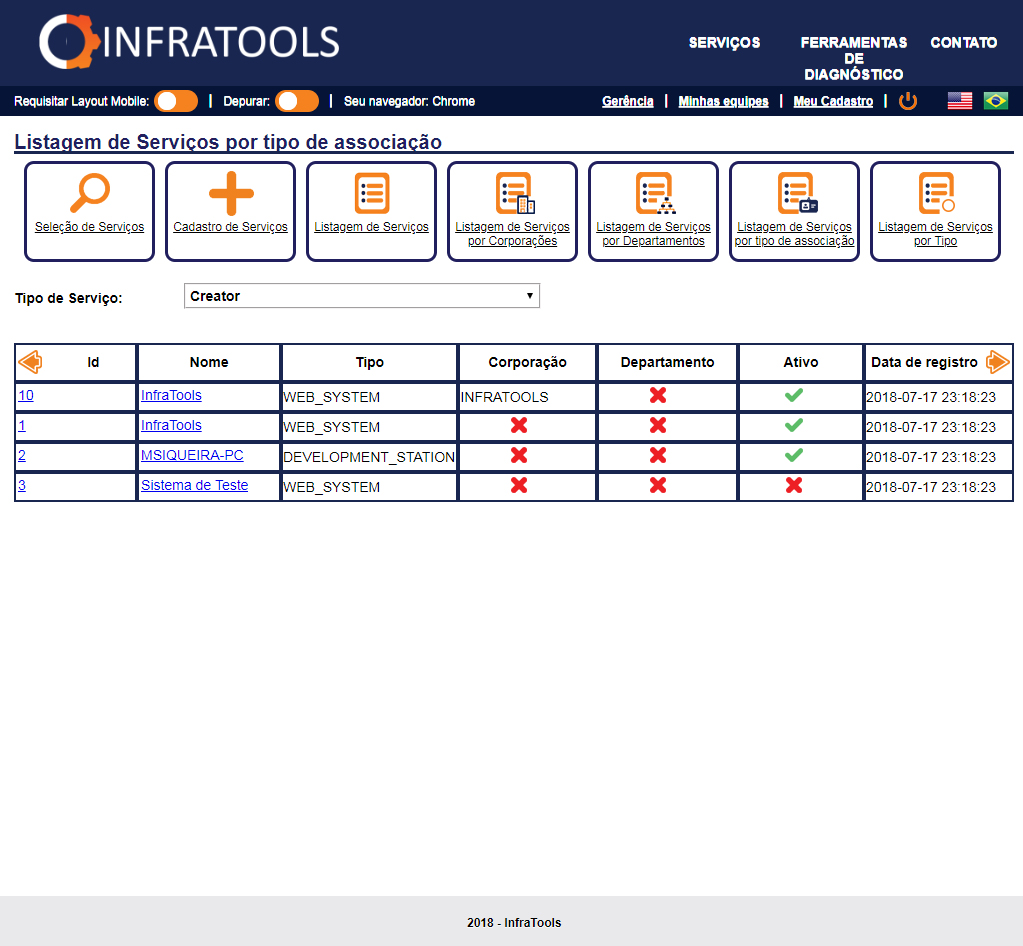 INFRATOOLS
SERVIÇOS
FERRAMENTAS
DE
DIAGNÓSTICO
CONTATO
Requisitar Layout Mobile: | Depurar: | Seu navegador: Chrome
Gerência | Minhas equipes | Meu Cadastro |
Listagem de Serviços por tipo de associação
Seleção de Serviços
Cadastro de Serviços
Listagem de Serviços
Listagem de Serviços
por Corporações
Listagem de Serviços
por Departamentos
Listagem de Serviços
por tipo de associação
Listagem de Serviços
por Tipo
Tipo de Serviço: Creator
Id Nome Tipo Corporação Departamento Ativo Data de registro
10 InfraTools WEB_SYSTEM INFRATOOLS 2018-07-17 23:18:23
1 InfraTools WEB_SYSTEM 2018-07-17 23:18:23
2 MSIQUEIRA-PC DEVELOPMENT_STATION 2018-07-17 23:18:23
3 Sistema de Teste WEB_SYSTEM 2018-07-17 23:18:23
2018 - InfraTools